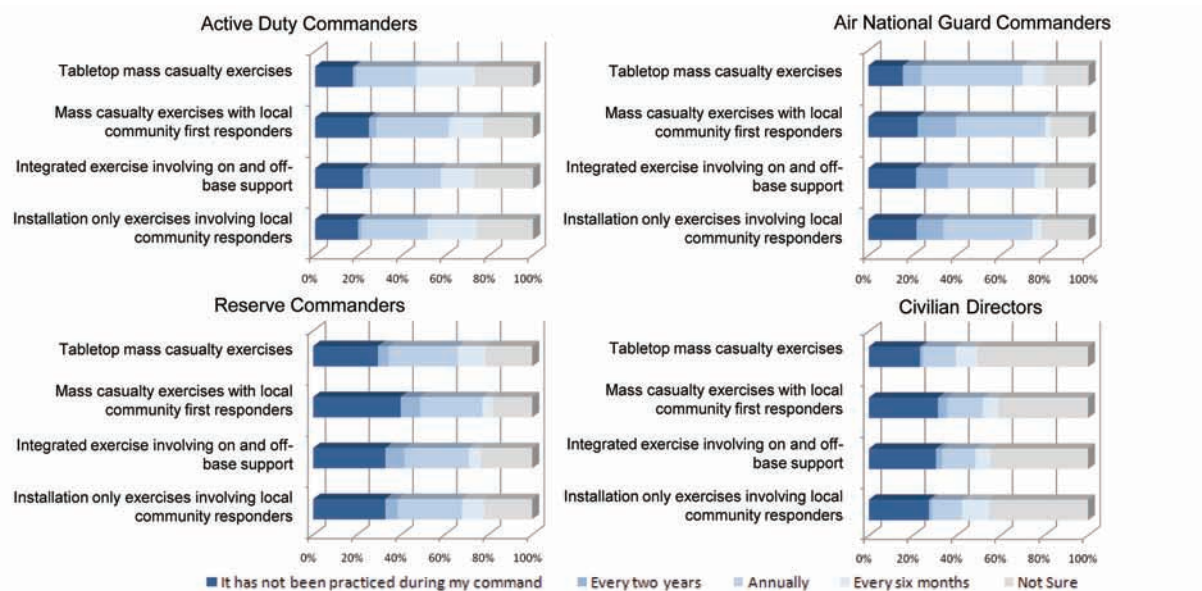 Active Duty Commanders
Tabletop mass casualty exercises
Mass casualty exercises with local
community first responders
Integrated exercise involving on and off-
base support
Installation only exercises involving local
community responders
0% 20% 40% 60% 80% 100%
Air National Guard Commanders
Tabletop mass casualty exercises
Mass casualty exercises with local
community first responders
Integrated exercise involving on and off-
base support
Installation only exercises involving local
community responders
0% 20% 40% 60% 80% 100%
Reserve Commanders
Tabletop mass casualty exercises
Mass casualty exercises with local
community first responders
Integrated exercise involving on and off-
base support
Installation only exercises involving local
community responders
0% 20% 40% 60% 80% 100%
Civilian Directors
Tabletop mass casualty exercises
Mass casualty exercises with local
community first responders
Integrated exercise involving on and off-
base support
Installation only exercises involving local
community responders
0% 20% 40% 60% 80% 100%
It has not been practiced during my command Every two years Annually Every six months Not Sure